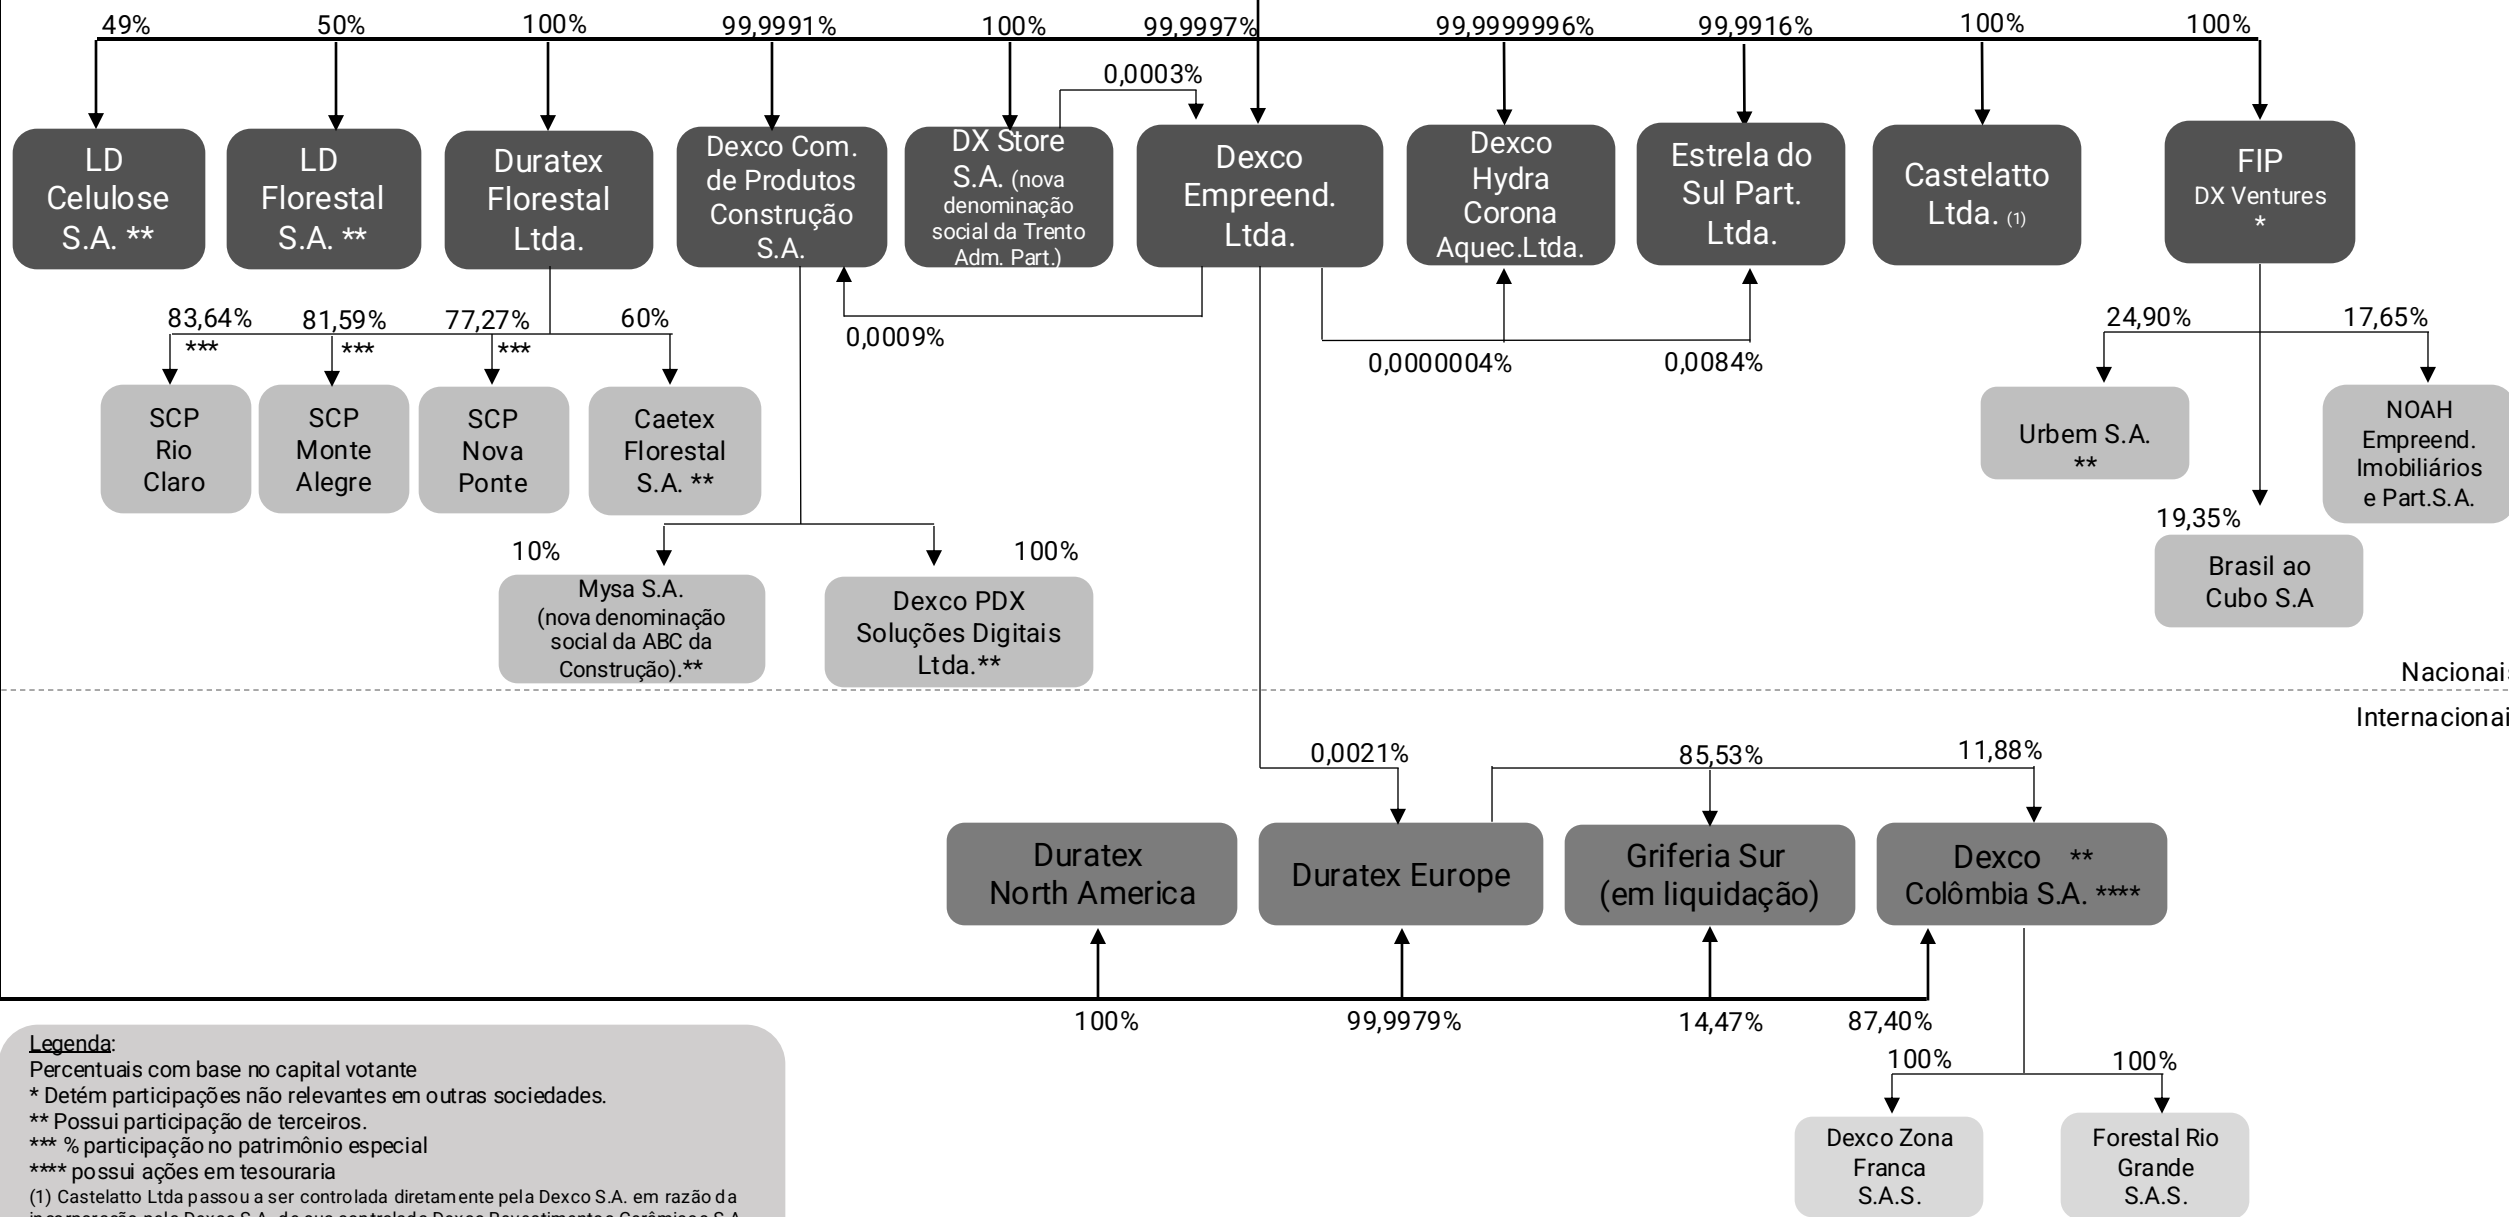 49% 50% 100% 99,9991% 100% 99,9997% 99,9999996% 99,9916% 100% 100%
0,0003%
LD
Celulose
S.A. **
LD
Florestal
S.A. **
Duratex
Florestal
Ltda.
Dexco Com.
de Produtos
Construção
S.A.
DX Store
S.A. (nova
denominação
social da Trento
Adm. Part.)
Dexco
Empreend.
Ltda.
Dexco
Hydra
Corona
Aquec.Ltda.
Estrela do
Sul Part.
Ltda.
Castelatto
Ltda. (1)
FIP
DX Ventures
*
83,64% 81,59% 77,27% 60%
*** *** ***
0,0009%
0,0000004% 0,0084%
24,90% 17,65%
SCP
Rio
Claro
SCP
Monte
Alegre
SCP
Nova
Ponte
Caetex
Florestal
S.A. **
Urbem S.A.
**
NOAH
Empreend.
Imobiliários
e Part.S.A.
19,35%
Brasil ao
Cubo S.A
10% 100%
Mysa S.A.
(nova denominação
social da ABC da
Construção).**
Dexco PDX
Soluções Digitais
Ltda.**
Nacionais
Internacionai
0,0021% 85,53% 11,88%
Duratex
North America
Duratex Europe
Griferia Sur
(em liquidação)
Dexco **
Colômbia S.A. ****
100% 99,9979% 14,47% 87,40%
100% 100%
Dexco Zona
Franca
S.A.S.
Forestal Rio
Grande
S.A.S.
Legenda:
Percentuais com base no capital votante
* Detém participações não relevantes em outras sociedades.
** Possui participação de terceiros.
*** % participação no patrimônio especial
**** possui ações em tesouraria
(1) Castelatto Ltda passou a ser controlada diretamente pela Dexco S.A. em razão da
incorporação pela Dexco S.A. de sua controlada Dexco Revestimentos Cerâmicos S.A.